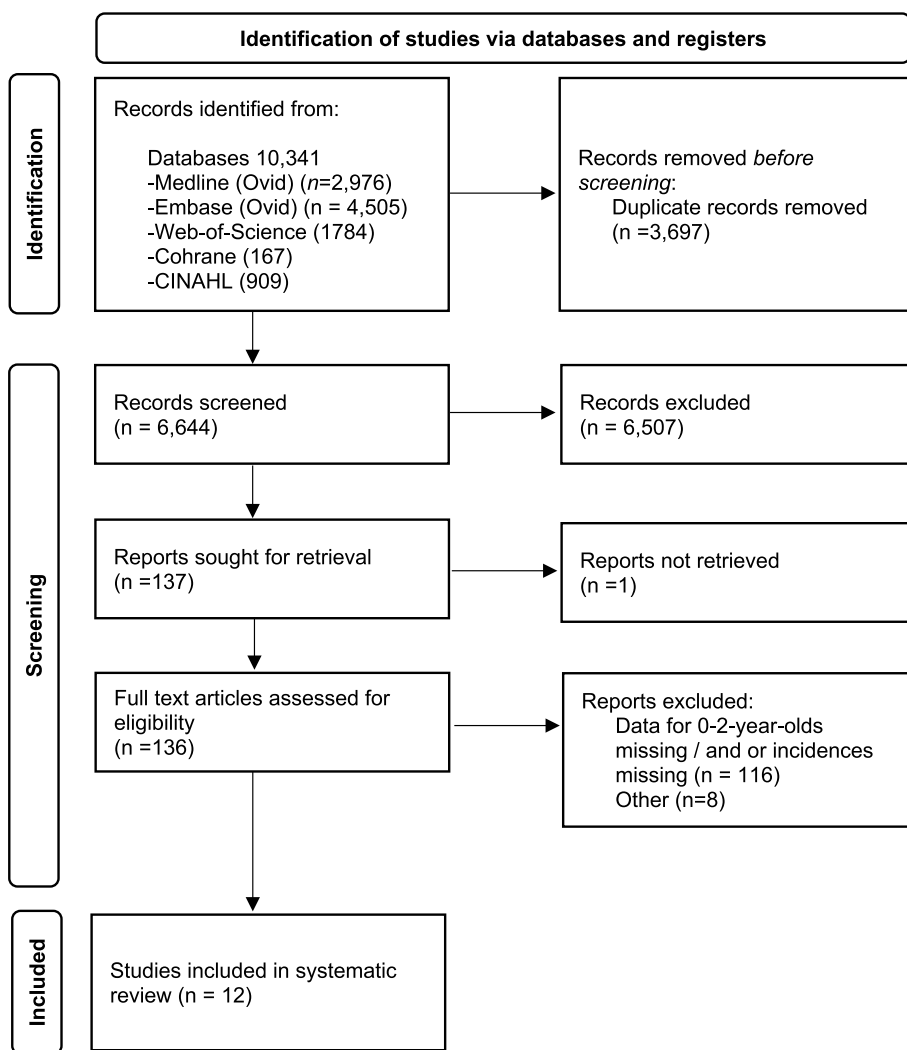 Identification of studies via databases and registers
Identification
Records identified from:
Databases 10,341
-Medline (Ovid) (n=2,976)
-Embase (Ovid) (n = 4,505)
-Web-of-Science (1784)
-Cohrane (167)
-CINAHL (909)
Records removed before
screening:
Duplicate records removed
(n =3,697)
Screening
Records screened
(n = 6,644)
Records excluded
(n = 6,507)
Reports sought for retrieval
(n =137)
Reports not retrieved
(n =1)
Full text articles assessed for
eligibility
(n =136)
Reports excluded:
Data for 0-2-year-olds
missing / and or incidences
missing (n = 116)
Other (n=8)
Included
Studies included in systematic
review (n = 12)